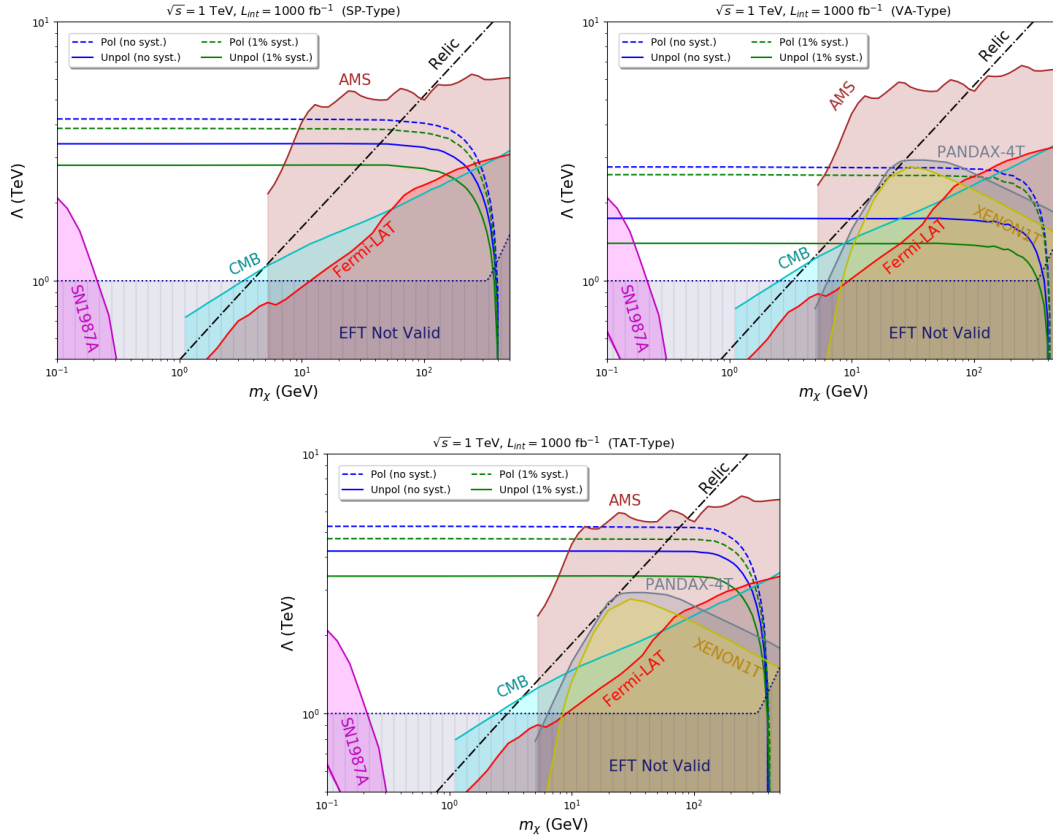 √s = 1 TeV, L_int = 1000 fb⁻¹ (SP-Type)
Pol (no syst.)
Unpol (no syst.)
Pol (1% syst.)
Unpol (1% syst.)
AMS
Relic
CMB
Fermi-LAT
SN1987A
EFT Not Valid
Λ (TeV)
10¹
10⁰
10⁻¹ 10⁰ 10¹ 10²
m_χ (GeV)
√s = 1 TeV, L_int = 1000 fb⁻¹ (VA-Type)
Pol (no syst.)
Unpol (no syst.)
Pol (1% syst.)
Unpol (1% syst.)
AMS
Relic
PANDAX-4T
XENON1T
CMB
Fermi-LAT
SN1987A
EFT Not Valid
Λ (TeV)
10¹
10⁰
10⁻¹ 10⁰ 10¹ 10²
m_χ (GeV)
√s = 1 TeV, L_int = 1000 fb⁻¹ (TAT-Type)
Pol (no syst.)
Unpol (no syst.)
Pol (1% syst.)
Unpol (1% syst.)
AMS
Relic
PANDAX-4T
XENON1T
CMB
Fermi-LAT
SN1987A
EFT Not Valid
Λ (TeV)
10¹
10⁰
10⁻¹ 10⁰ 10¹ 10²
m_χ (GeV)